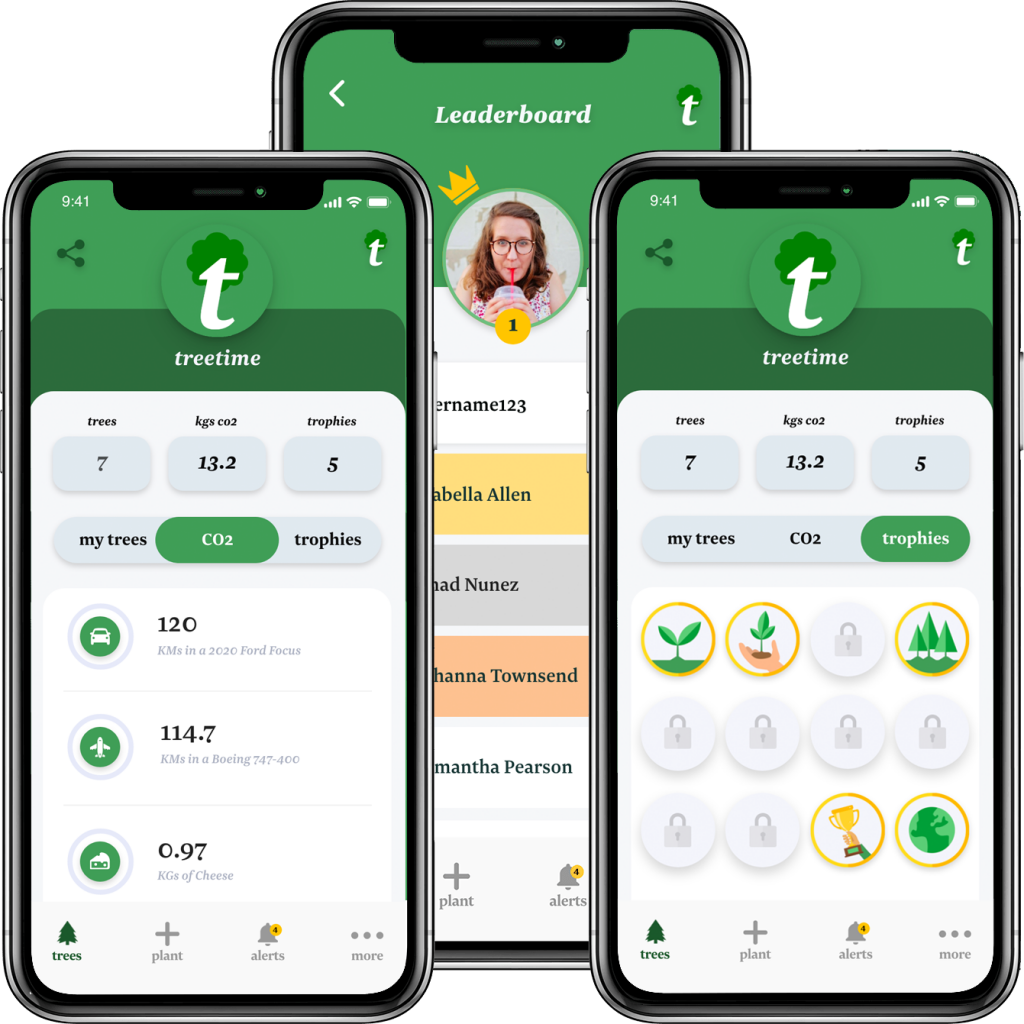 Leaderboard
t
1
ername123
abella Allen
had Nunez
hanna Townsend
mantha Pearson
plant
4
alerts
9:41
t
t
treetime
trees
kgs co2
trophies
7
13.2
5
my trees
CO2
trophies
120
KMs in a 2020 Ford Focus
114.7
KMs in a Boeing 747-400
0.97
KGs of Cheese
4
trees
plant
alerts
more
9:41
t
t
treetime
trees
kgs co2
trophies
7
13.2
5
my trees
CO2
trophies
4
trees
plant
alerts
more